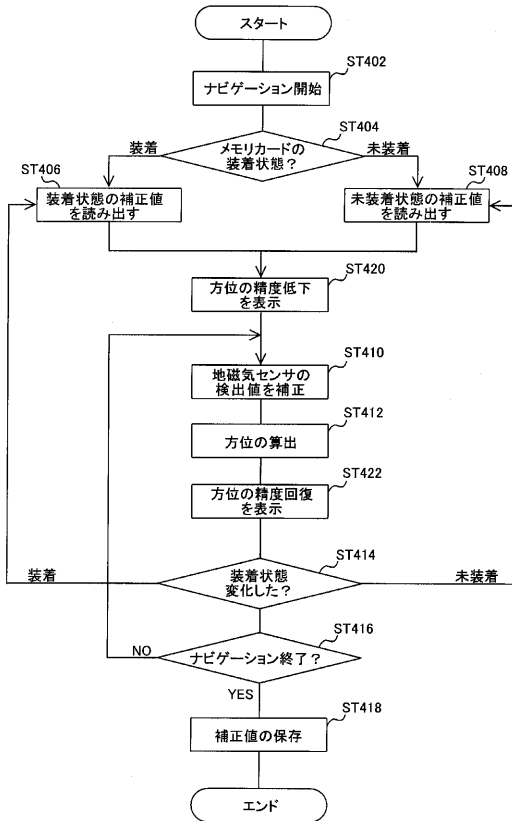 スタート
ST402
ナビゲーション開始
ST404
メモリカードの
装着状態?
装着
未装着
ST406
装着状態の補正値
を読み出す
ST408
未装着状態の補正値
を読み出す
ST420
方位の精度低下
を表示
ST410
地磁気センサの
検出値を補正
ST412
方位の算出
ST422
方位の精度回復
を表示
ST414
装着状態
変化した?
装着
未装着
ST416
ナビゲーション終了?
NO
YES
ST418
補正値の保存
エンド